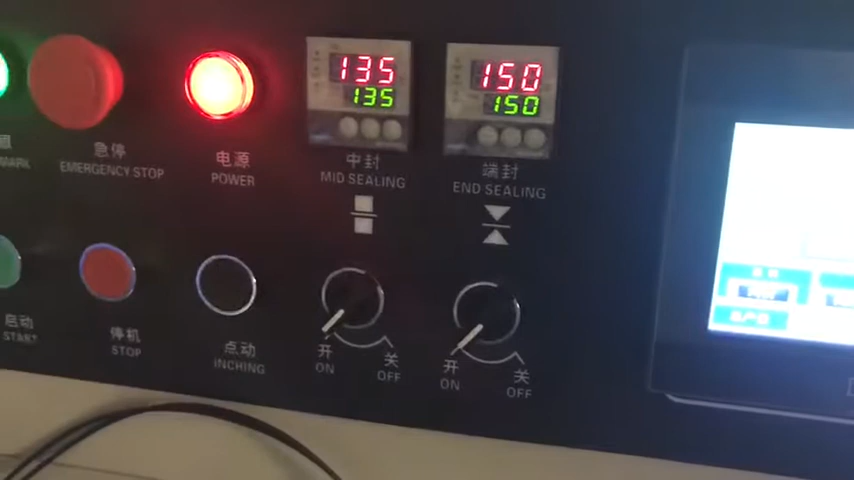 135
135
150
150
MARK
急停
EMERGENCY STOP
电源
POWER
中封
MID SEALING
端封
END SEALING
启动
START
停机
STOP
点动
INCHING
开
ON
关
OFF
开
ON
关
OFF